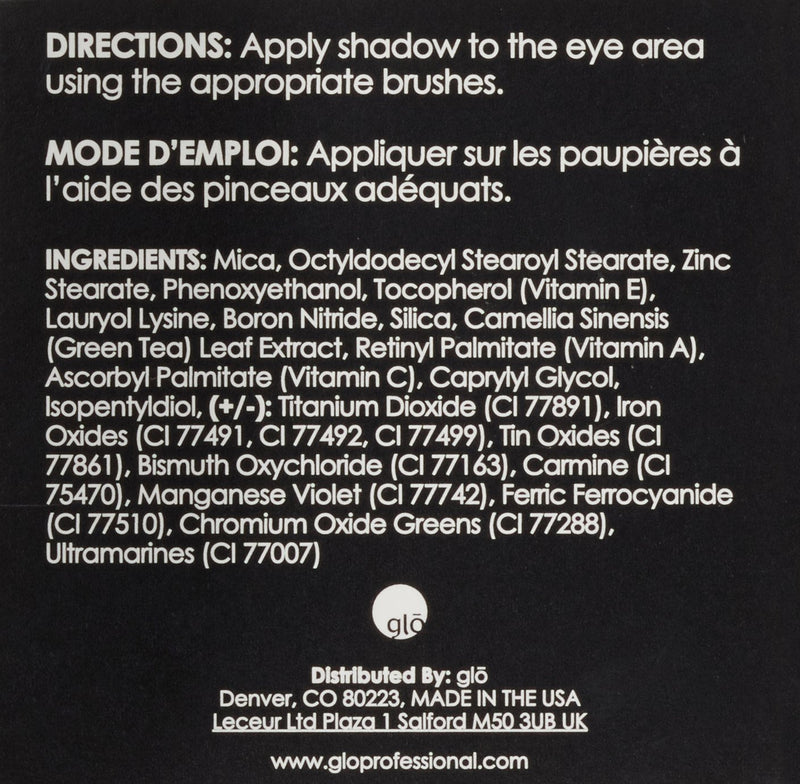 DIRECTIONS: Apply shadow to the eye area
using the appropriate brushes.
MODE D'EMPLOI: Appliquer sur les paupières à
l'aide des pinceaux adéquats.
INGREDIENTS: Mica, Octyldodecyl Stearoyl Stearate, Zinc
Stearate, Phenoxyethanol, Tocopherol (Vitamin E),
Lauryol Lysine, Boron Nitride, Silica, Camellia Sinensis
(Green Tea) Leaf Extract, Retinyl Palmitate (Vitamin A),
Ascorbyl Palmitate (Vitamin C), Caprylyl Glycol,
Isopentyldiol, (+/-): Titanium Dioxide (CI 77891), Iron
Oxides (CI 77491, CI 77492, CI 77499), Tin Oxides (CI
77861), Bismuth Oxychloride (CI 77163), Carmine (CI
75470), Manganese Violet (CI 77742), Ferric Ferrocyanide
(CI 77510), Chromium Oxide Greens (CI 77288),
Ultramarines (CI 77007)
glō
Distributed By: glō
Denver, CO 80223, MADE IN THE USA
Leceur Ltd Plaza 1 Salford M50 3UB UK
www.gloprofessional.com